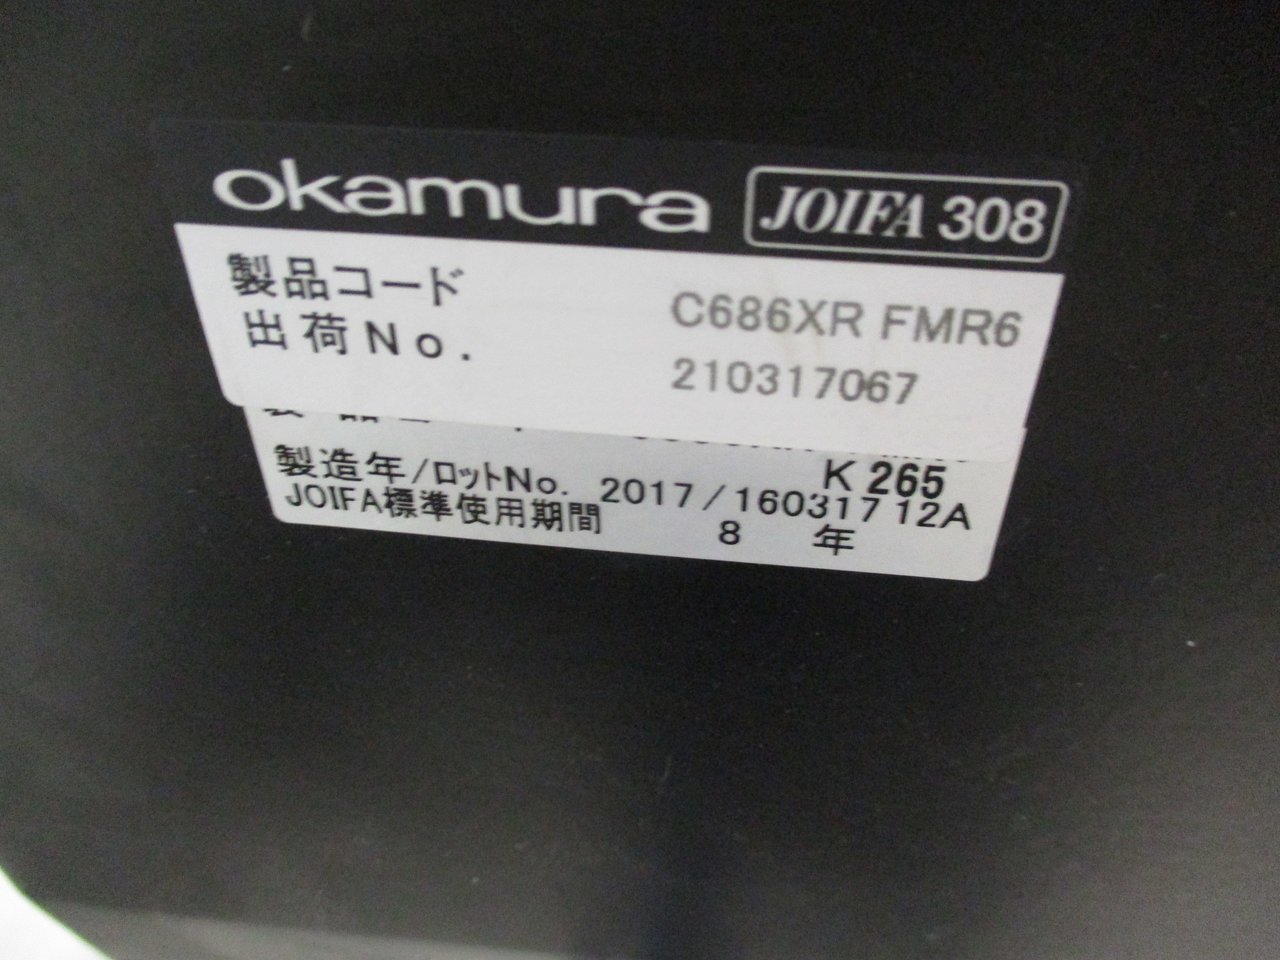 okamura JOIFA 308
製品コード C686XR FMR6
出荷No. 210317067
K 265
製造年/ロットNo. 2017/160317 12A
JOIFA標準使用期間 8 年